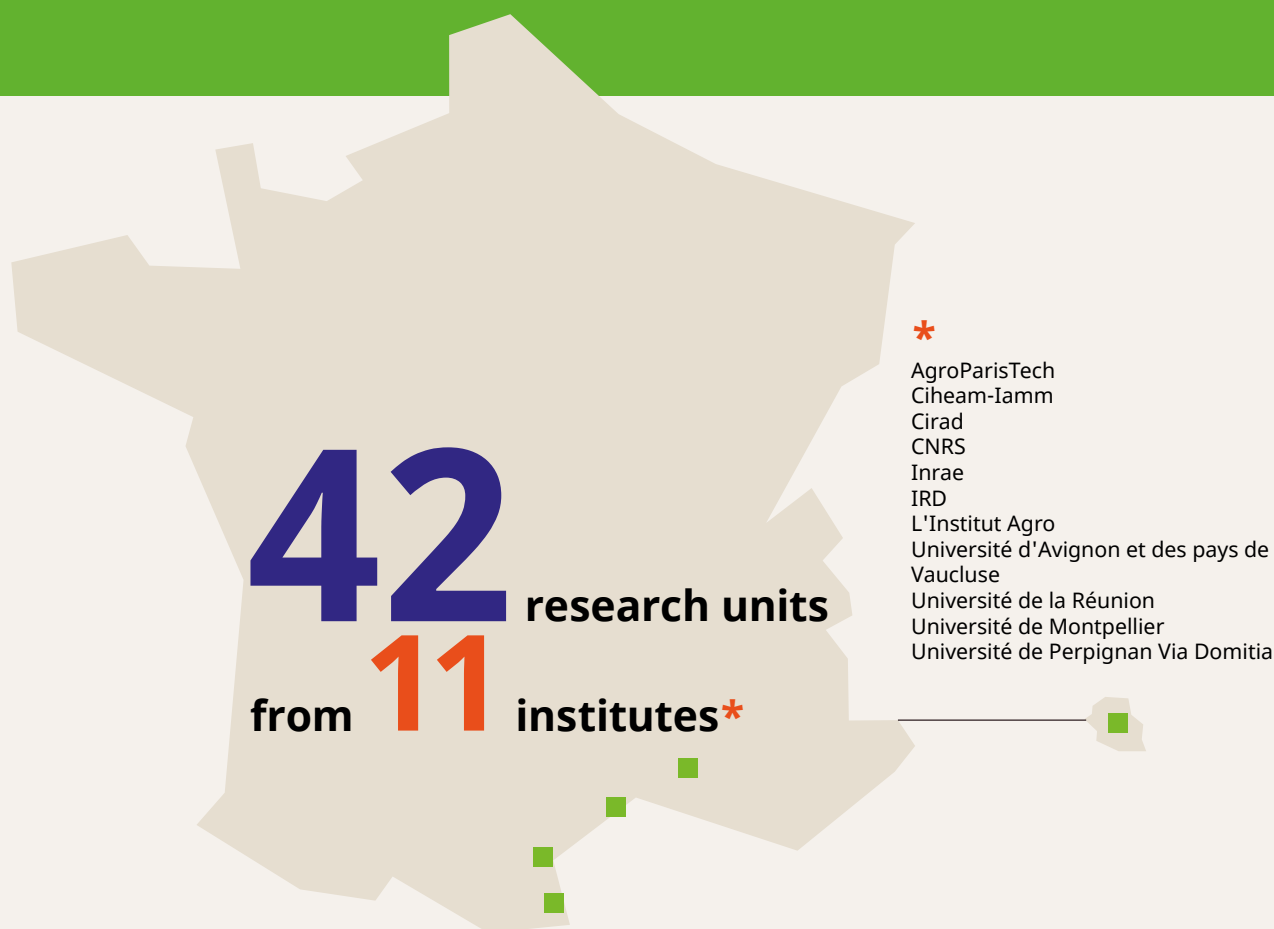 42 research units
from 11 institutes*
*
AgroParisTech
Ciheam-Iamm
Cirad
CNRS
Inrae
IRD
L'Institut Agro
Université d'Avignon et des pays de
Vaucluse
Université de la Réunion
Université de Montpellier
Université de Perpignan Via Domitia